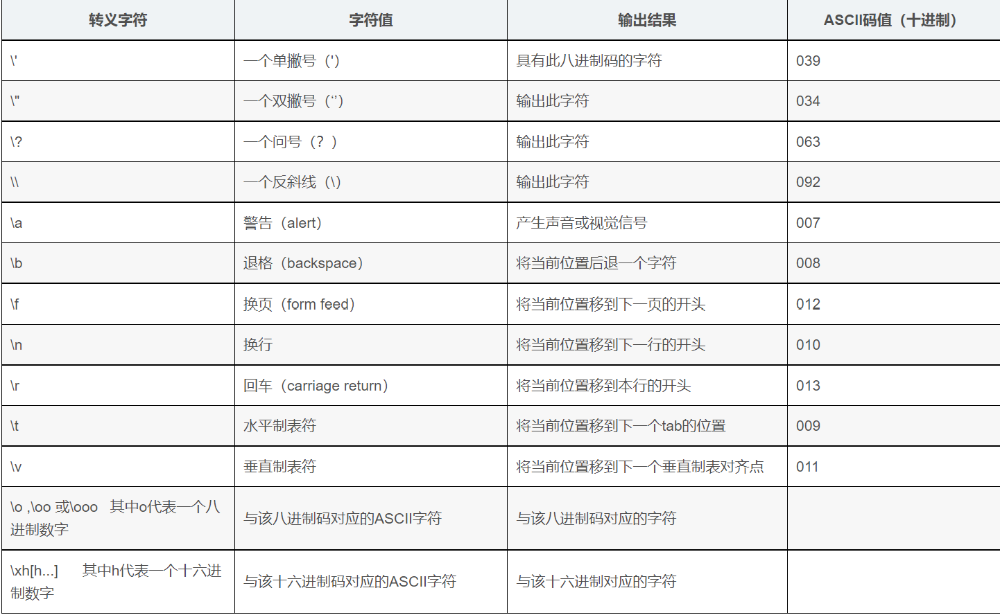 转义字符 字符值 输出结果 ASCII码值（十进制）
\' 一个单撇号（'） 具有此八进制码的字符 039
\" 一个双撇号（‘’） 输出此字符 034
\? 一个问号（？） 输出此字符 063
\\ 一个反斜线（\） 输出此字符 092
\a 警告（alert） 产生声音或视觉信号 007
\b 退格（backspace） 将当前位置后退一个字符 008
\f 换页（form feed） 将当前位置移到下一页的开头 012
\n 换行 将当前位置移到下一行的开头 010
\r 回车（carriage return） 将当前位置移到本行的开头 013
\t 水平制表符 将当前位置移到下一个tab的位置 009
\v 垂直制表符 将当前位置移到下一个垂直制表对齐点 011
\o ,\oo 或\ooo 其中o代表一个八
进制数字
与该八进制码对应的ASCII字符 与该八进制码对应的字符
\xh[h...] 其中h代表一个十六进
制数字
与该十六进制码对应的ASCII字符 与该十六进制对应的字符